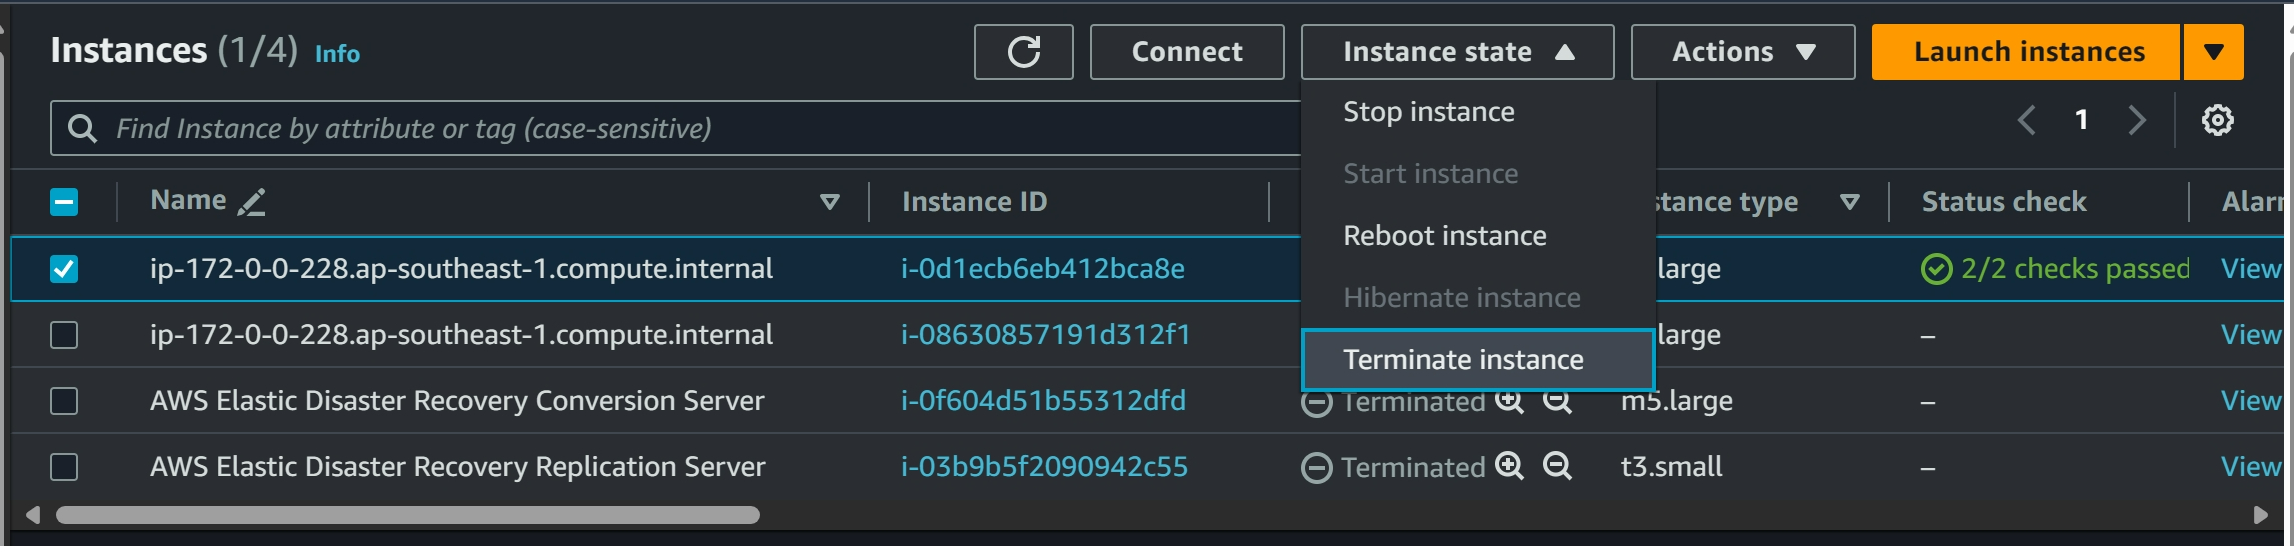 Instances (1/4) Info Connect Instance state Actions Launch instances
Find Instance by attribute or tag (case-sensitive) 1
Stop instance
Start instance
Reboot instance
Hibernate instance
Terminate instance
Name Instance ID stance type Status check Alarr
ip-172-0-0-228.ap-southeast-1.compute.internal i-0d1ecb6eb412bca8e .large 2/2 checks passed View
ip-172-0-0-228.ap-southeast-1.compute.internal i-08630857191d312f1 .large – View
AWS Elastic Disaster Recovery Conversion Server i-0f604d51b55312dfd Terminated m5.large – View
AWS Elastic Disaster Recovery Replication Server i-03b9b5f2090942c55 Terminated t3.small – View